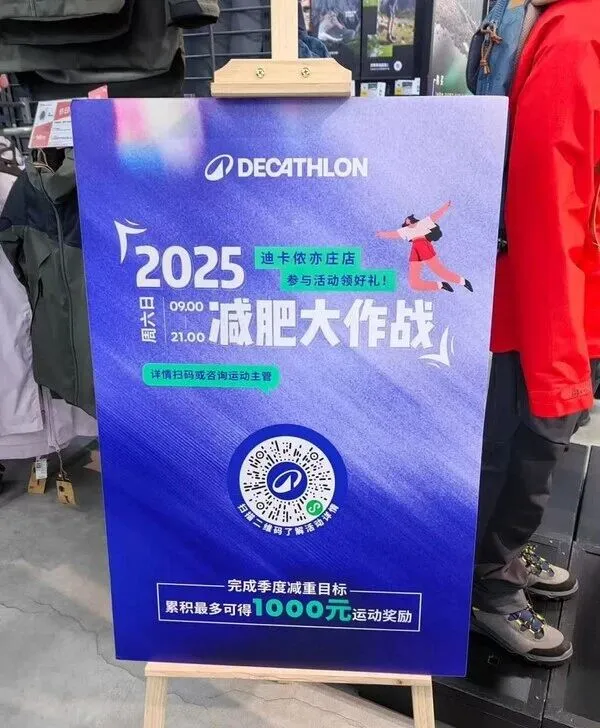 DECATHLON
2025
迪卡侬亦庄店
参与活动领好礼!
周六日
09.00
21.00
减肥大作战
详情扫码或咨询运动主管
扫描二维码了解活动详情
完成季度减重目标
累积最多可得1000元运动奖励